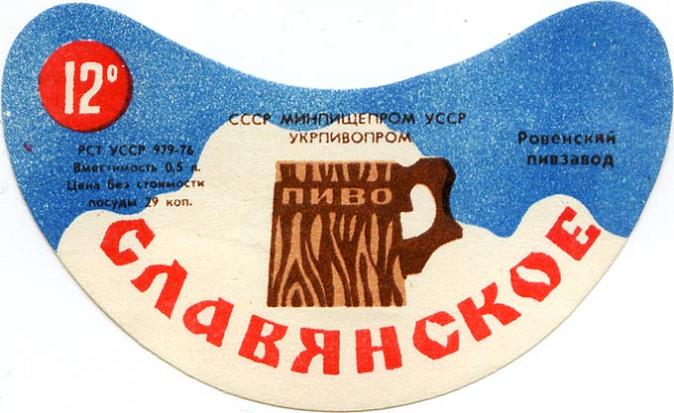 12°
СССР МИНПИЩЕПРОМ УССР
УКРПИВОПРОМ
РСТ УССР 979-76
Вместимость 0,5 л.
Цена без стоимости
посуды 29 коп.
Ровенский
пивзавод
ПИВО
СЛАВЯНСКОЕ